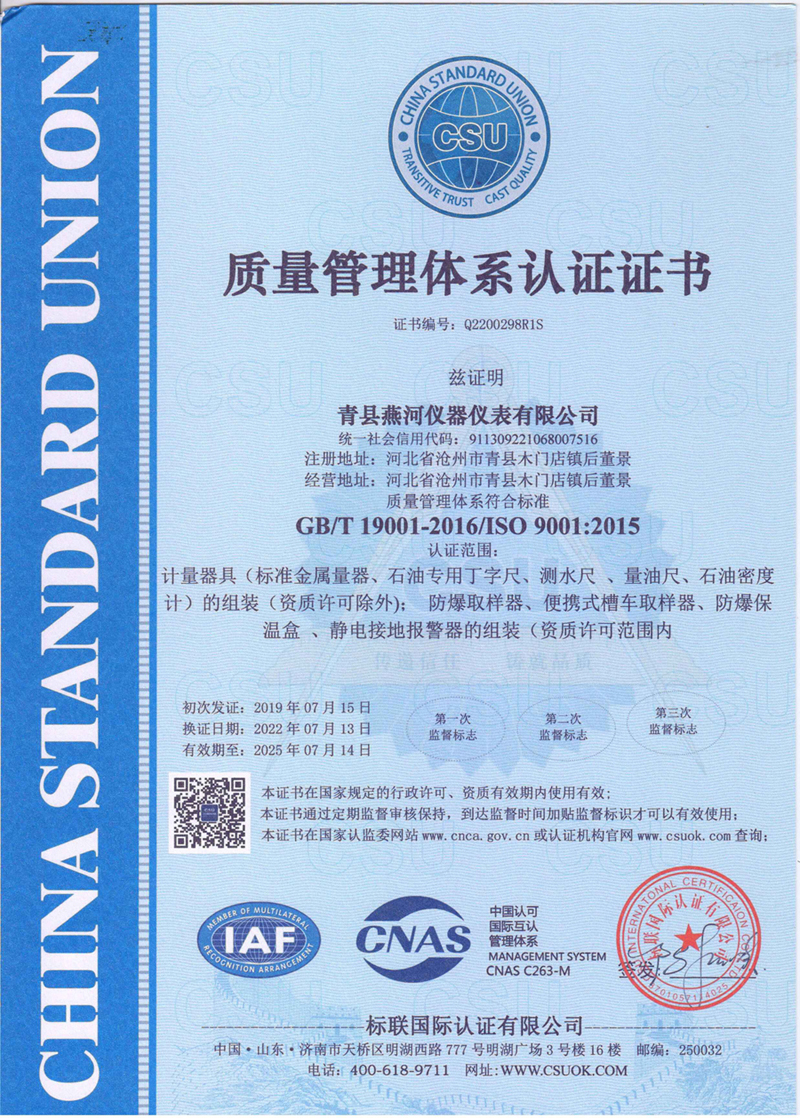 CHINA STANDARD UNION
CHINA STANDARD UNION
CSU
TRANSITIVE TRUST CAST QUALITY
质量管理体系认证证书
证书编号：Q2200298R1S
兹证明
青县燕河仪器仪表有限公司
统一社会信用代码：911309221068007516
注册地址：河北省沧州市青县木门店镇后董景
经营地址：河北省沧州市青县木门店镇后董景
质量管理体系符合标准
GB/T 19001-2016/ISO 9001:2015
认证范围：
计量器具（标准金属量器、石油专用丁字尺、测水尺 、量油尺、石油密度
计）的组装（资质许可除外）； 防爆取样器、便携式槽车取样器、防爆保
温盒 、静电接地报警器的组装（资质许可范围内
传递信任 铸就品质
初次发证：2019 年 07 月 15 日
换证日期：2022 年 07 月 13 日
有效期至：2025 年 07 月 14 日
第一次
监督标志
第二次
监督标志
第三次
监督标志
本证书在国家规定的行政许可、资质有效期内使用有效；
本证书通过定期监督审核保持，到达监督时间加贴监督标识才可以有效使用；
本证书在国家认监委网站 www.cnca.gov.cn 或认证机构官网 www.csuok.com 查询；
MEMBER OF MULTILATERAL
IAF
RECOGNITION ARRANGEMENT
CNAS
中国认可
国际互认
管理体系
MANAGEMENT SYSTEM
CNAS C263-M
签发：
标联国际认证有限公司
中国·山东·济南市天桥区明湖西路 777 号明湖广场 3 号楼 16 楼 邮编：250032
电话：400-618-9711 网址：WWW.CSUOK.COM